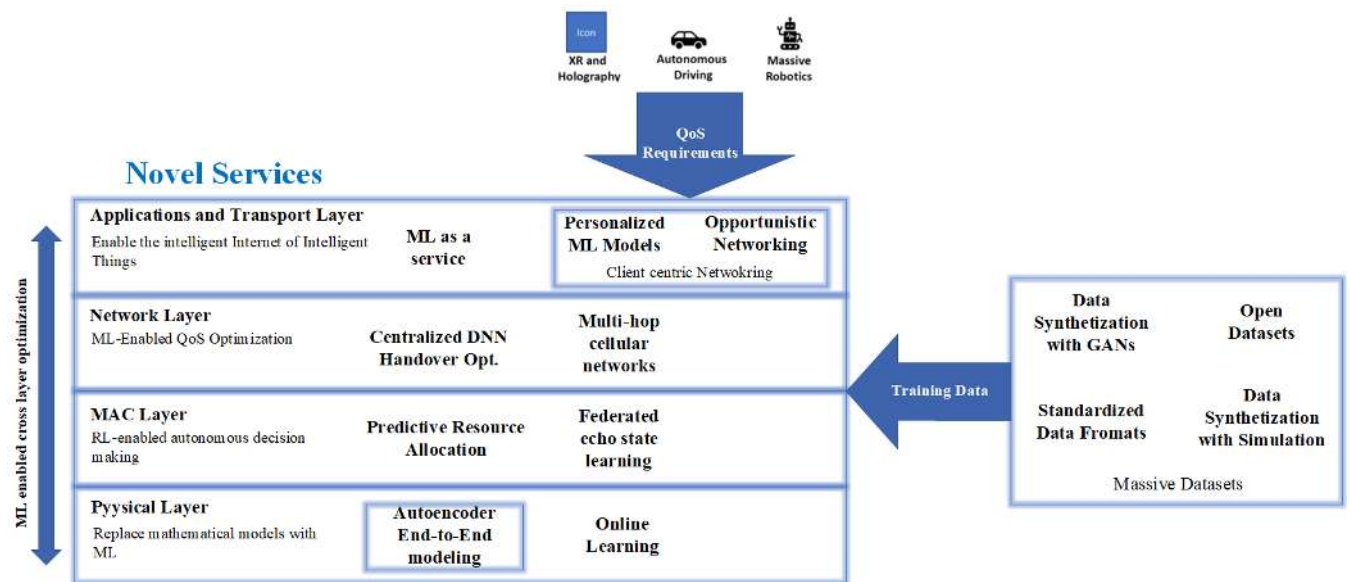 Icon
XR and
Holography
Autonomous
Driving
Massive
Robotics
QoS
Requirements
Novel Services
ML enabled cross layer optimization
Applications and Transport Layer
Enable the intelligent Internet of Intelligent
Things
ML as a
service
Personalized
ML Models
Opportunistic
Networking
Client centric Netwokring
Network Layer
ML-Enabled QoS Optimization
Centralized DNN
Handover Opt.
Multi-hop
cellular
networks
MAC Layer
RL-enabled autonomous decision
making
Predictive Resource
Allocation
Federated
echo state
learning
Pyysical Layer
Replace mathematical models with
ML
Autoencoder
End-to-End
modeling
Online
Learning
Training Data
Data
Synthetization
with GANs
Open
Datasets
Standardized
Data Fromats
Data
Synthetization
with Simulation
Massive Datasets